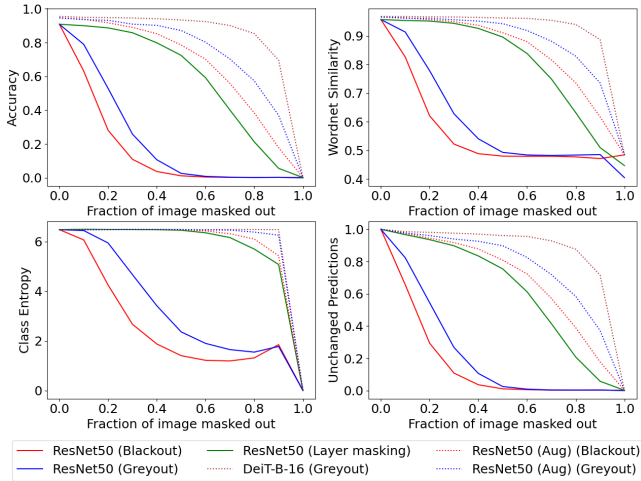 Accuracy
1.0
0.8
0.6
0.4
0.2
0.0
0.0 0.2 0.4 0.6 0.8 1.0
Fraction of image masked out
Wordnet Similarity
0.9
0.8
0.7
0.6
0.5
0.4
0.0 0.2 0.4 0.6 0.8 1.0
Fraction of image masked out
Class Entropy
6
4
2
0
0.0 0.2 0.4 0.6 0.8 1.0
Fraction of image masked out
Unchanged Predictions
1.0
0.8
0.6
0.4
0.2
0.0
0.0 0.2 0.4 0.6 0.8 1.0
Fraction of image masked out
ResNet50 (Blackout)
ResNet50 (Greyout)
ResNet50 (Layer masking)
DeiT-B-16 (Greyout)
ResNet50 (Aug) (Blackout)
ResNet50 (Aug) (Greyout)